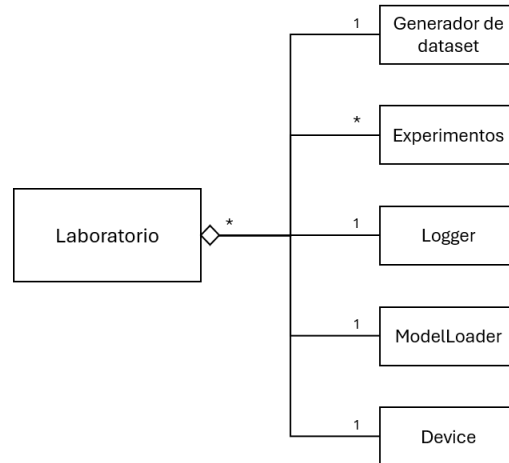 1
Generador de
dataset
*
Experimentos
Laboratorio
*
1
Logger
1
ModelLoader
1
Device